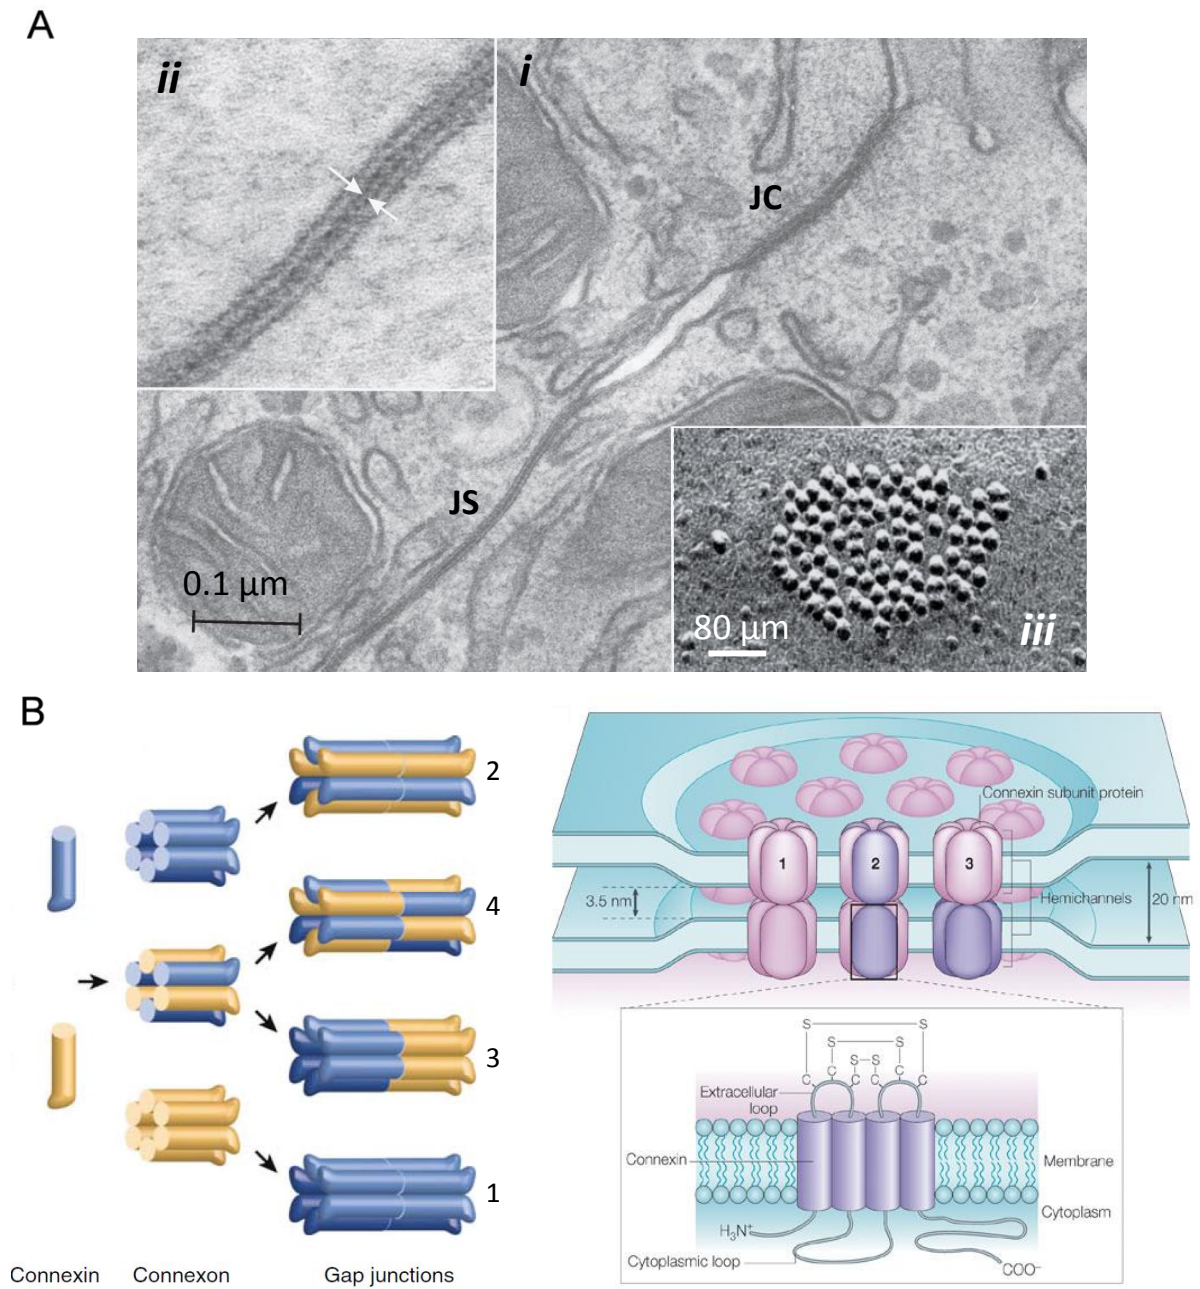 A
ii
i
JC
JS
0.1 µm
80 µm
iii
B
2
4
3
1
Connexin
Connexon
Gap junctions
Connexin subunit protein
1
2
3
3.5 nm
Hemichannels
20 nm
S
S
S
S
S–S
C
C
C
C
C
C
Extracellular
loop
Connexin
Membrane
Cytoplasm
H₃N⁺
Cytoplasmic loop
COO⁻